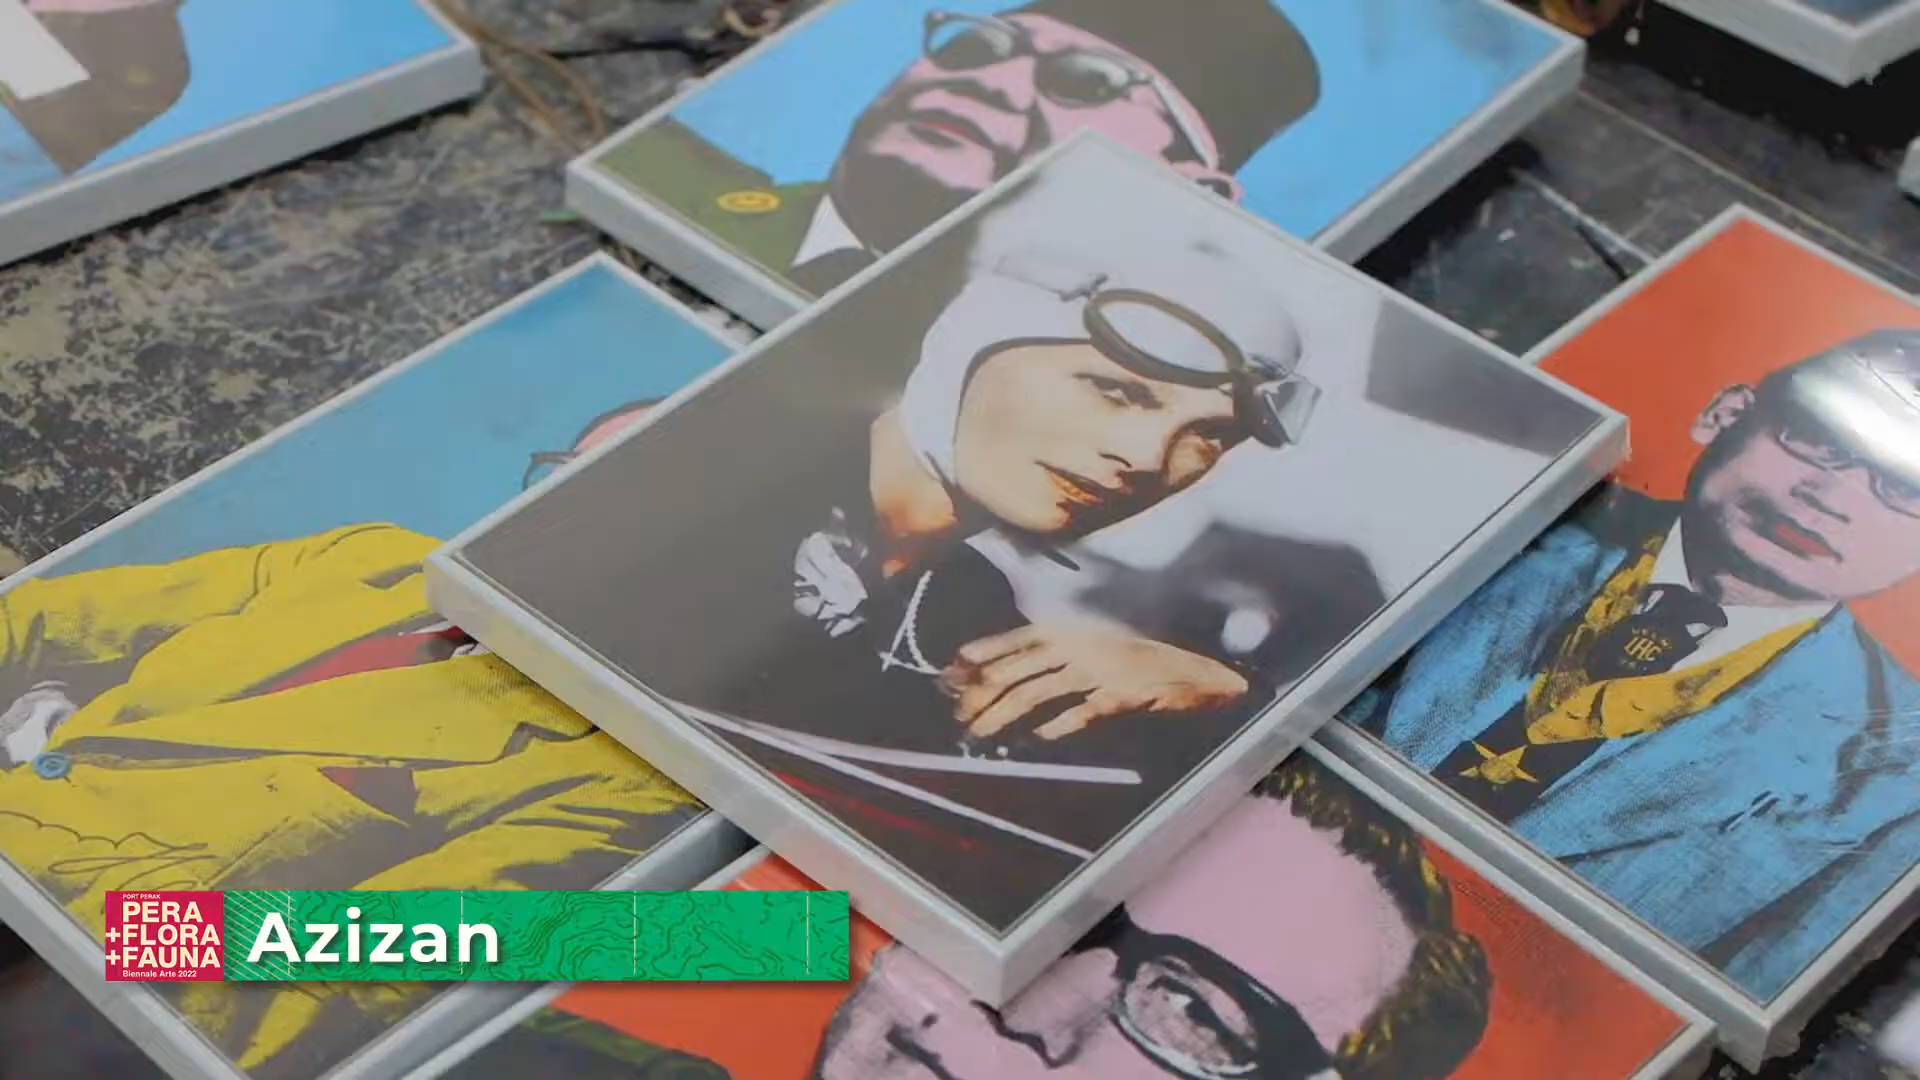 PORT PERAK
PERA
+FLORA
+FAUNA
Biennale Arte 2022
Azizan